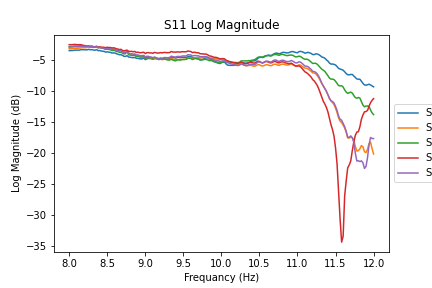 S11 Log Magnitude
Log Magnitude (dB)
−5
−10
−15
−20
−25
−30
−35
8.0 8.5 9.0 9.5 10.0 10.5 11.0 11.5 12.0
Frequancy (Hz)
S
S
S
S
S